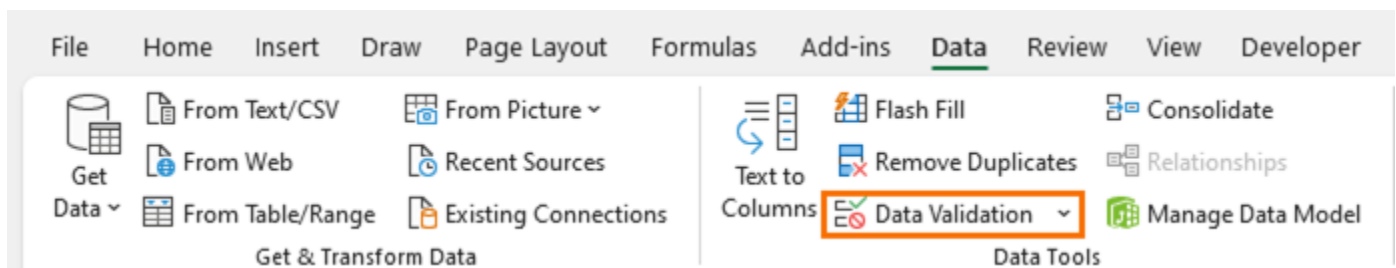 File Home Insert Draw Page Layout Formulas Add-ins Data Review View Developer
Get Data
From Text/CSV
From Web
From Table/Range
From Picture
Recent Sources
Existing Connections
Get & Transform Data
Text to
Columns
Flash Fill
Remove Duplicates
Data Validation
Consolidate
Relationships
Manage Data Model
Data Tools